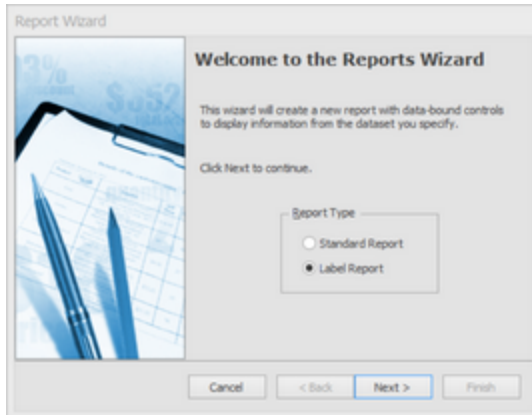 Report Wizard
Welcome to the Reports Wizard
This wizard will create a new report with data-bound controls
to display information from the dataset you specify.
Click Next to continue.
Report Type
Standard Report
Label Report
Cancel
< Back
Next >
Finish